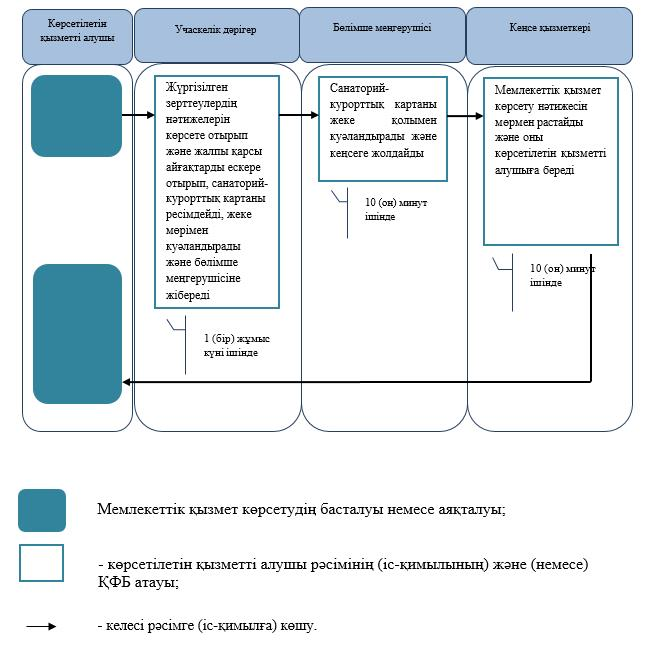 Көрсетілетін
қызметті алушы
Учаскелік дәрігер
Бөлімше меңгерушісі
Кеңсе қызметкері
Жүргізілген
зерттеулердің
нәтижелерін
көрсете отырып
және жалпы қарсы
айғақтарды ескере
отырып, санаторий-
курорттық картаны
ресімдейді, жеке
мөрімен
куәландырады
және бөлімше
меңгерушісіне
жібереді
1 (бір) жұмыс
күні ішінде
Санаторий-
курорттық картаны
жеке қолымен
куәландырады және
кеңсеге жолдайды
10 (он) минут
ішінде
Мемлекеттік қызмет
көрсету нәтижесін
мөрмен растайды
және оны
көрсетілетін қызметті
алушыға береді
10 (он) минут
ішінде
Мемлекеттік қызмет көрсетудің басталуы немесе аяқталуы;
- көрсетілетін қызметті алушы рәсімінің (іс-қимылының) және (немесе)
ҚФБ атауы;
- келесі рәсімге (іс-қимылға) көшу.